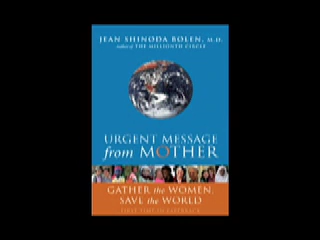 JEAN SHINODA BOLEN, M.D.
Author of THE MILLIONTH CIRCLE
URGENT MESSAGE
from MOTHER
GATHER the WOMEN,
SAVE the WORLD
FIRST TIME IN PAPERBACK